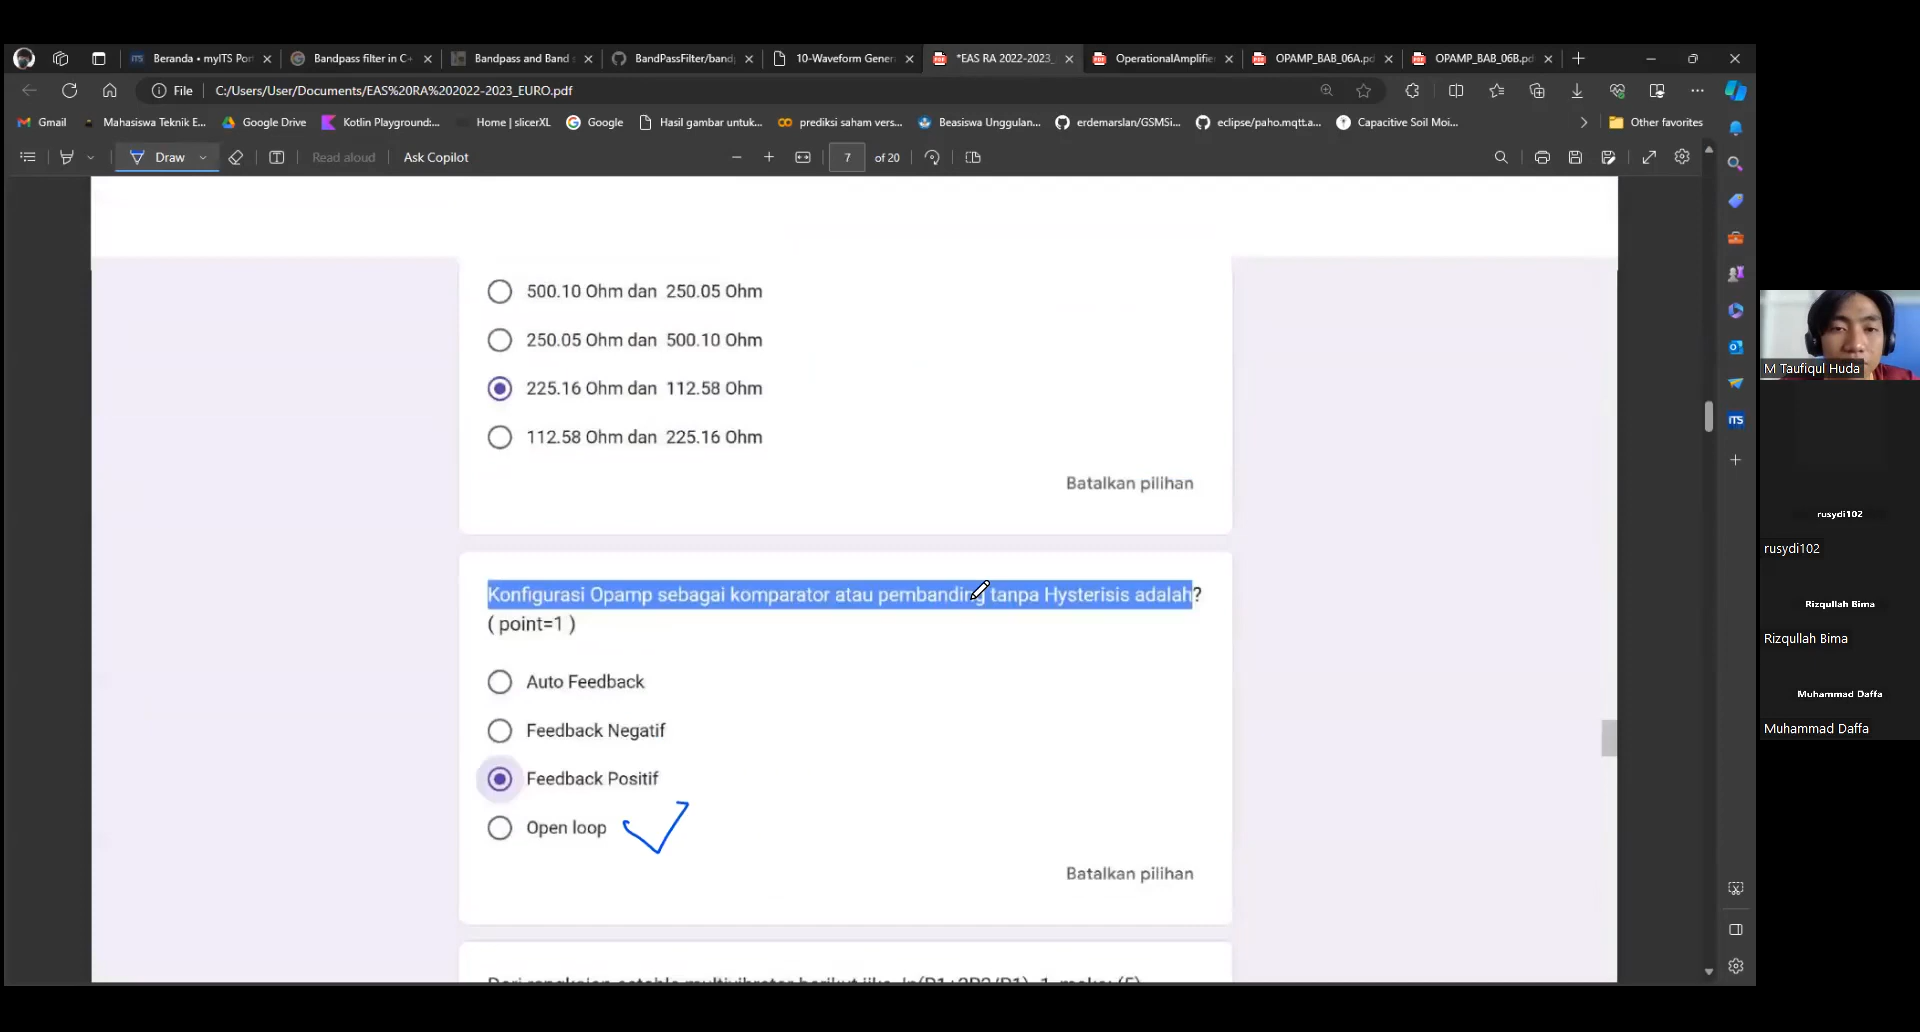 Beranda • myITS Por
Bandpass filter in C+
Bandpass and Band
BandPassFilter/band
10-Waveform Gener
*EAS RA 2022-2023_
OperationalAmplifie
OPAMP_BAB_06A.pd
OPAMP_BAB_06B.pd
File
C:/Users/User/Documents/EAS%20RA%202022-2023_EURO.pdf
Gmail
Mahasiswa Teknik E...
Google Drive
Kotlin Playground:...
Home | slicerXL
Google
Hasil gambar untuk...
prediksi saham vers...
Beasiswa Unggulan...
erdemarslan/GSMSi...
eclipse/paho.mqtt.a...
Capacitive Soil Moi...
Other favorites
Draw
Read aloud
Ask Copilot
7
of 20
500.10 Ohm dan 250.05 Ohm
250.05 Ohm dan 500.10 Ohm
225.16 Ohm dan 112.58 Ohm
112.58 Ohm dan 225.16 Ohm
Batalkan pilihan
Konfigurasi Opamp sebagai komparator atau pembanding tanpa Hysterisis adalah?
( point=1 )
Auto Feedback
Feedback Negatif
Feedback Positif
Open loop
Batalkan pilihan
M Taufiqul Huda
rusydi102
rusydi102
Rizqullah Bima
Rizqullah Bima
Muhammad Daffa
Muhammad Daffa